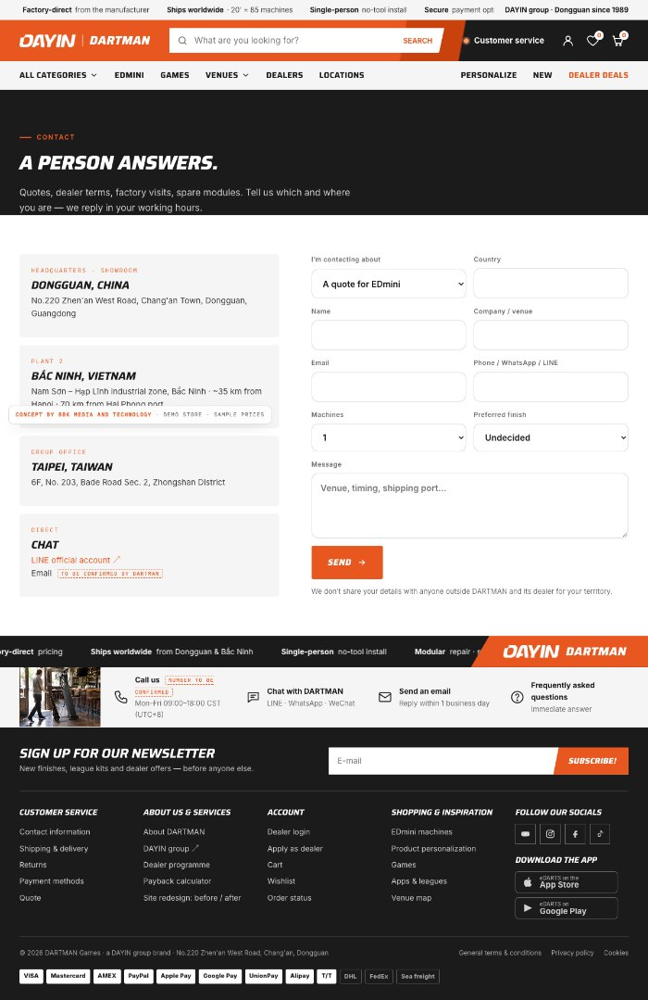 Factory-direct from the manufacturer
Ships worldwide · 20' = 85 machines
Single-person no-tool install
Secure payment opti
DAYIN group · Dongguan since 1989
DAYIN | DARTMAN
What are you looking for?
SEARCH
Customer service
0
0
ALL CATEGORIES
EDMINI
GAMES
VENUES
DEALERS
LOCATIONS
PERSONALIZE
NEW
DEALER DEALS
CONTACT
A PERSON ANSWERS.
Quotes, dealer terms, factory visits, spare modules. Tell us which and where
you are — we reply in your working hours.
HEADQUARTERS · SHOWROOM
DONGGUAN, CHINA
No.220 Zhen'an West Road, Chang'an Town, Dongguan,
Guangdong
PLANT 2
BẮC NINH, VIETNAM
Nam Sơn – Hạp Lĩnh industrial zone, Bắc Ninh · ~35 km from
Hanoi · 70 km from Hai Phong port
CONCEPT BY BBK MEDIA AND TECHNOLOGY · DEMO STORE · SAMPLE PRICES
GROUP OFFICE
TAIPEI, TAIWAN
6F, No. 203, Bade Road Sec. 2, Zhongshan District
DIRECT
CHAT
LINE official account ↗
Email TO BE CONFIRMED BY DARTMAN
I'm contacting about
A quote for EDmini
Country
Name
Company / venue
Email
Phone / WhatsApp / LINE
Machines
1
Preferred finish
Undecided
Message
Venue, timing, shipping port...
SEND →
We don't share your details with anyone outside DARTMAN and its dealer for your territory.
ory-direct pricing
Ships worldwide from Dongguan & Bắc Ninh
Single-person no-tool install
Modular repair · s
DAYIN DARTMAN
Call us NUMBER TO BE
CONFIRMED
Mon–Fri 09:00–18:00 CST
(UTC+8)
Chat with DARTMAN
LINE · WhatsApp · WeChat
Send an email
Reply within 1 business day
Frequently asked
questions
Immediate answer
SIGN UP FOR OUR NEWSLETTER
New finishes, league kits and dealer offers — before anyone else.
E-mail
SUBSCRIBE!
CUSTOMER SERVICE
Contact information
Shipping & delivery
Returns
Payment methods
Quote
ABOUT US & SERVICES
About DARTMAN
DAYIN group ↗
Dealer programme
Payback calculator
Site redesign: before / after
ACCOUNT
Dealer login
Apply as dealer
Cart
Wishlist
Order status
SHOPPING & INSPIRATION
EDmini machines
Product personalization
Games
Apps & leagues
Venue map
FOLLOW OUR SOCIALS
DOWNLOAD THE APP
eDARTS on the
App Store
eDARTS on
Google Play
© 2026 DARTMAN Games · a DAYIN group brand · No.220 Zhen'an West Road, Chang'an, Dongguan
General terms & conditions
Privacy policy
Cookies
VISA
Mastercard
AMEX
PayPal
Apple Pay
Google Pay
UnionPay
Alipay
T/T
DHL
FedEx
Sea freight